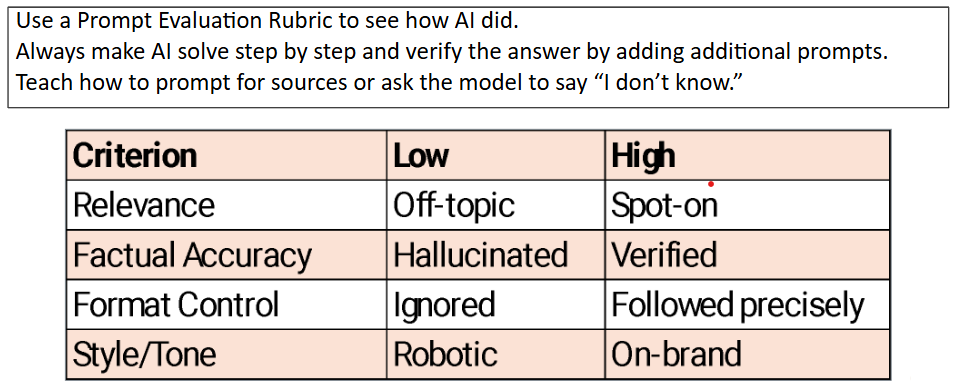 Use a Prompt Evaluation Rubric to see how AI did.
Always make AI solve step by step and verify the answer by adding additional prompts.
Teach how to prompt for sources or ask the model to say “I don’t know.”
Criterion Low High
Relevance Off-topic Spot-on
Factual Accuracy Hallucinated Verified
Format Control Ignored Followed precisely
Style/Tone Robotic On-brand